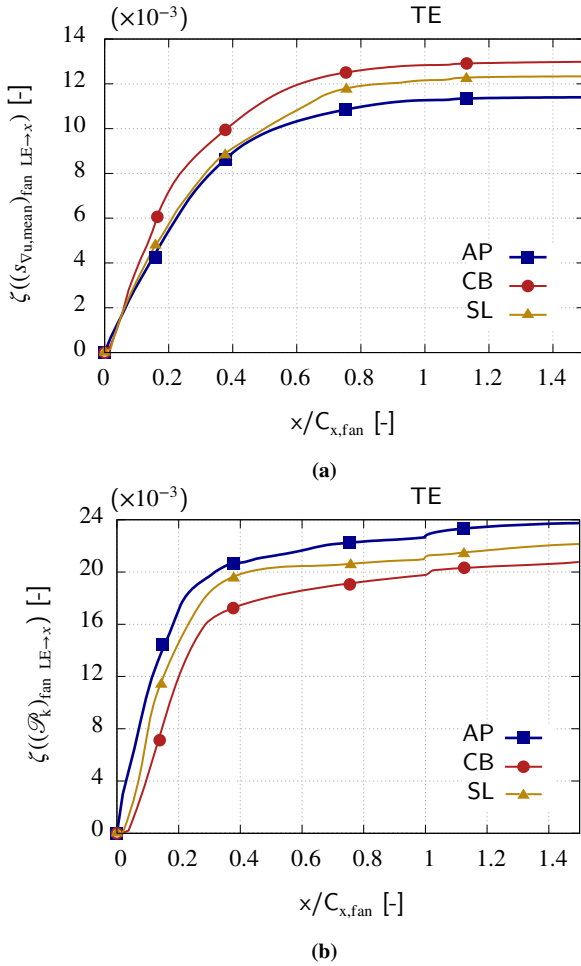 (×10⁻³) TE
14
12
10
8
6
4
2
0
ζ((s∇u,mean)fan LE→x) [-]
AP
CB
SL
0 0.2 0.4 0.6 0.8 1 1.2 1.4
x/Cx,fan [-]
(a)
(×10⁻³) TE
24
20
16
12
8
4
0
ζ((𝒫k)fan LE→x) [-]
AP
CB
SL
0 0.2 0.4 0.6 0.8 1 1.2 1.4
x/Cx,fan [-]
(b)